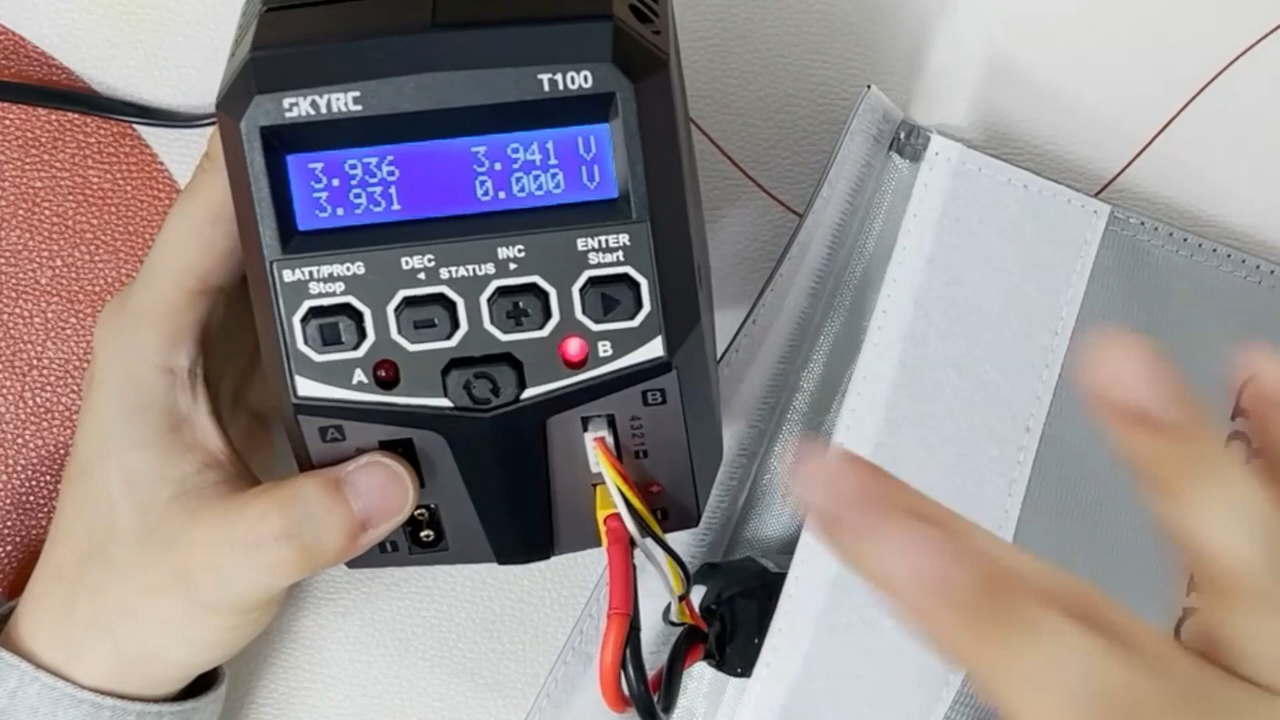 SKYRC T100
3.936 3.941 V
3.931 0.000 V
BATT/PROG
Stop
DEC
◄
STATUS
INC
►
ENTER
Start
A
B
A
B
4321
+